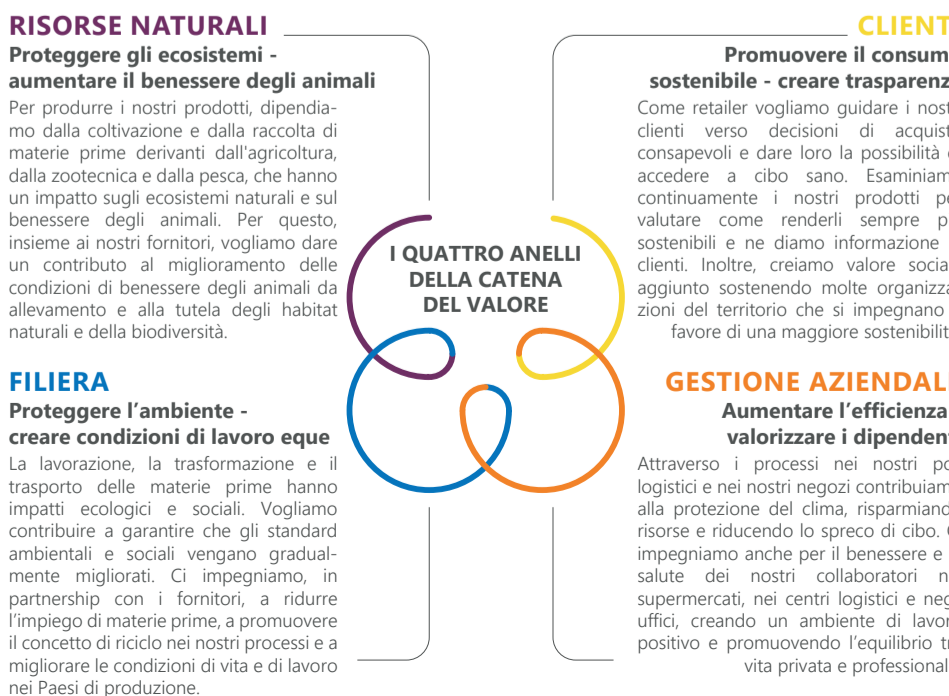 RISORSE NATURALI
Proteggere gli ecosistemi -
aumentare il benessere degli animali
Per produrre i nostri prodotti, dipendia-
mo dalla coltivazione e dalla raccolta di
materie prime derivanti dall'agricoltura,
dalla zootecnica e dalla pesca, che hanno
un impatto sugli ecosistemi naturali e sul
benessere degli animali. Per questo,
insieme ai nostri fornitori, vogliamo dare
un contributo al miglioramento delle
condizioni di benessere degli animali da
allevamento e alla tutela degli habitat
naturali e della biodiversità.
CLIENT
Promuovere il consum
sostenibile - creare trasparenz
Come retailer vogliamo guidare i nost
clienti verso decisioni di acquist
consapevoli e dare loro la possibilità
accedere a cibo sano. Esaminiam
continuamente i nostri prodotti pe
valutare come renderli sempre p
sostenibili e ne diamo informazione
clienti. Inoltre, creiamo valore socia
aggiunto sostenendo molte organizza
zioni del territorio che si impegnano
favore di una maggiore sostenibilit
I QUATTRO ANELLI
DELLA CATENA
DEL VALORE
FILIERA
Proteggere l’ambiente -
creare condizioni di lavoro eque
La lavorazione, la trasformazione e il
trasporto delle materie prime hanno
impatti ecologici e sociali. Vogliamo
contribuire a garantire che gli standard
ambientali e sociali vengano gradual-
mente migliorati. Ci impegniamo, in
partnership con i fornitori, a ridurre
l’impiego di materie prime, a promuovere
il concetto di riciclo nei nostri processi e a
migliorare le condizioni di vita e di lavoro
nei Paesi di produzione.
GESTIONE AZIENDAL
Aumentare l’efficienza
valorizzare i dipendent
Attraverso i processi nei nostri po
logistici e nei nostri negozi contribuiam
alla protezione del clima, risparmiand
risorse e riducendo lo spreco di cibo.
impegniamo anche per il benessere e
salute dei nostri collaboratori n
supermercati, nei centri logistici e neg
uffici, creando un ambiente di lavor
positivo e promuovendo l’equilibrio tr
vita privata e professional